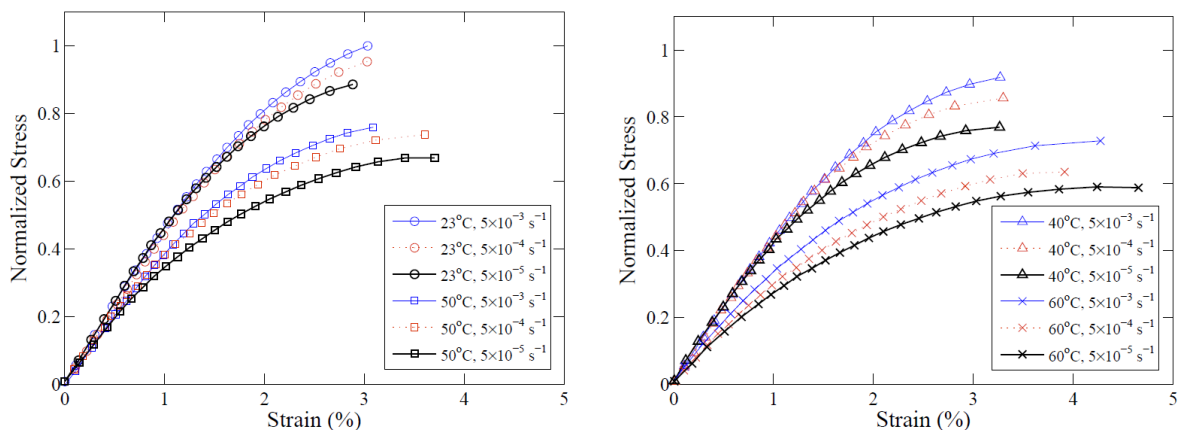 Normalized Stress
1
0.8
0.6
0.4
0.2
0
0 1 2 3 4 5
Strain (%)
23°C, 5×10⁻³ s⁻¹
23°C, 5×10⁻⁴ s⁻¹
23°C, 5×10⁻⁵ s⁻¹
50°C, 5×10⁻³ s⁻¹
50°C, 5×10⁻⁴ s⁻¹
50°C, 5×10⁻⁵ s⁻¹
Normalized Stress
1
0.8
0.6
0.4
0.2
0
0 1 2 3 4 5
Strain (%)
40°C, 5×10⁻³ s⁻¹
40°C, 5×10⁻⁴ s⁻¹
40°C, 5×10⁻⁵ s⁻¹
60°C, 5×10⁻³ s⁻¹
60°C, 5×10⁻⁴ s⁻¹
60°C, 5×10⁻⁵ s⁻¹